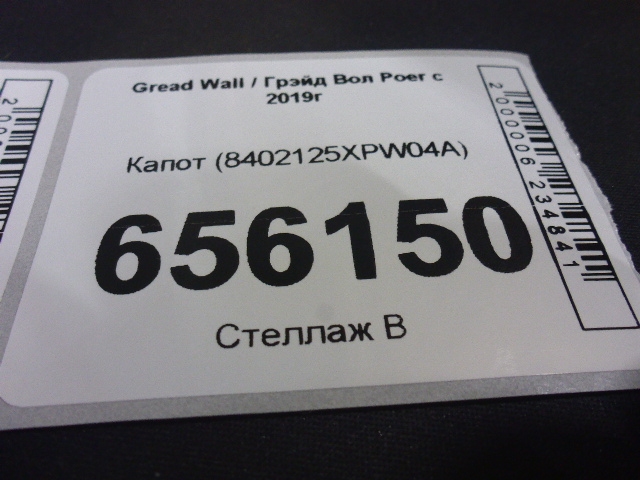 Gread Wall / Грэйд Вол Poer с
2019г
Капот (8402125XPW04A)
656150
Стеллаж В
2000006234841